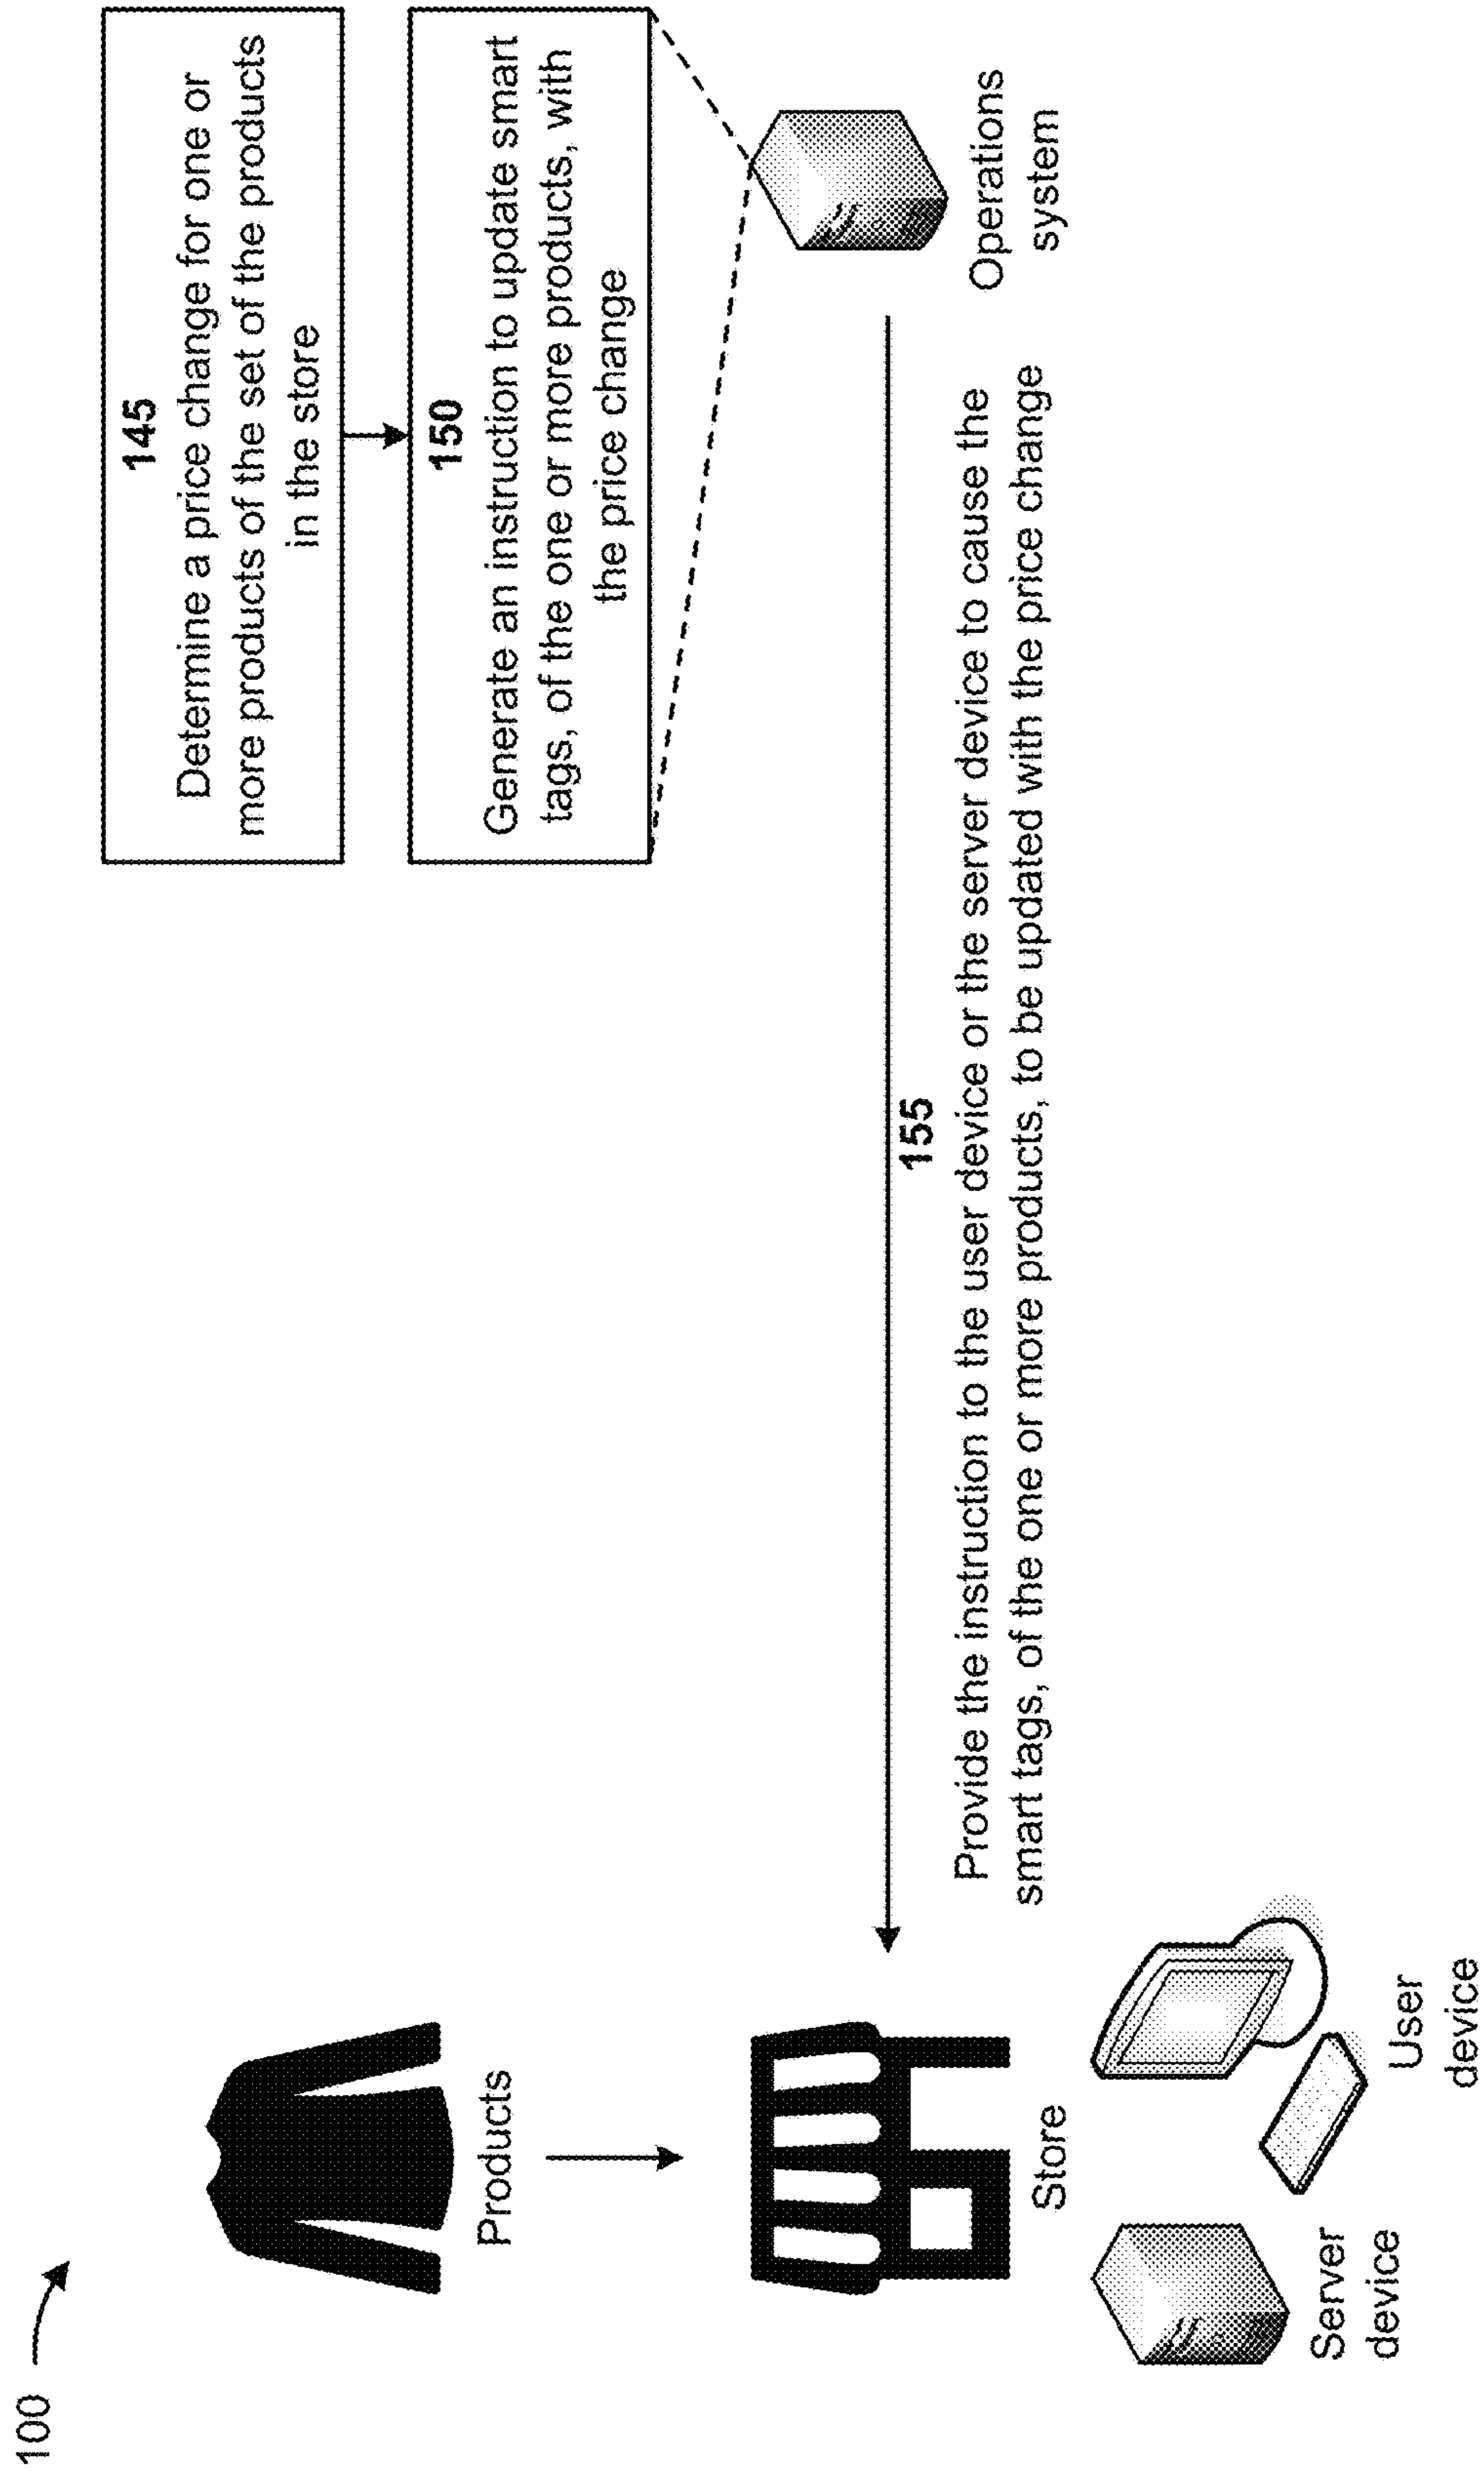 100
Products
Store
Server
device
User
device
145
Determine a price change for one or
more products of the set of the products
in the store
150
Generate an instruction to update smart
tags, of the one or more products, with
the price change
Operations
system
155
Provide the instruction to the user device or the server device to cause the
smart tags, of the one or more products, to be updated with the price change